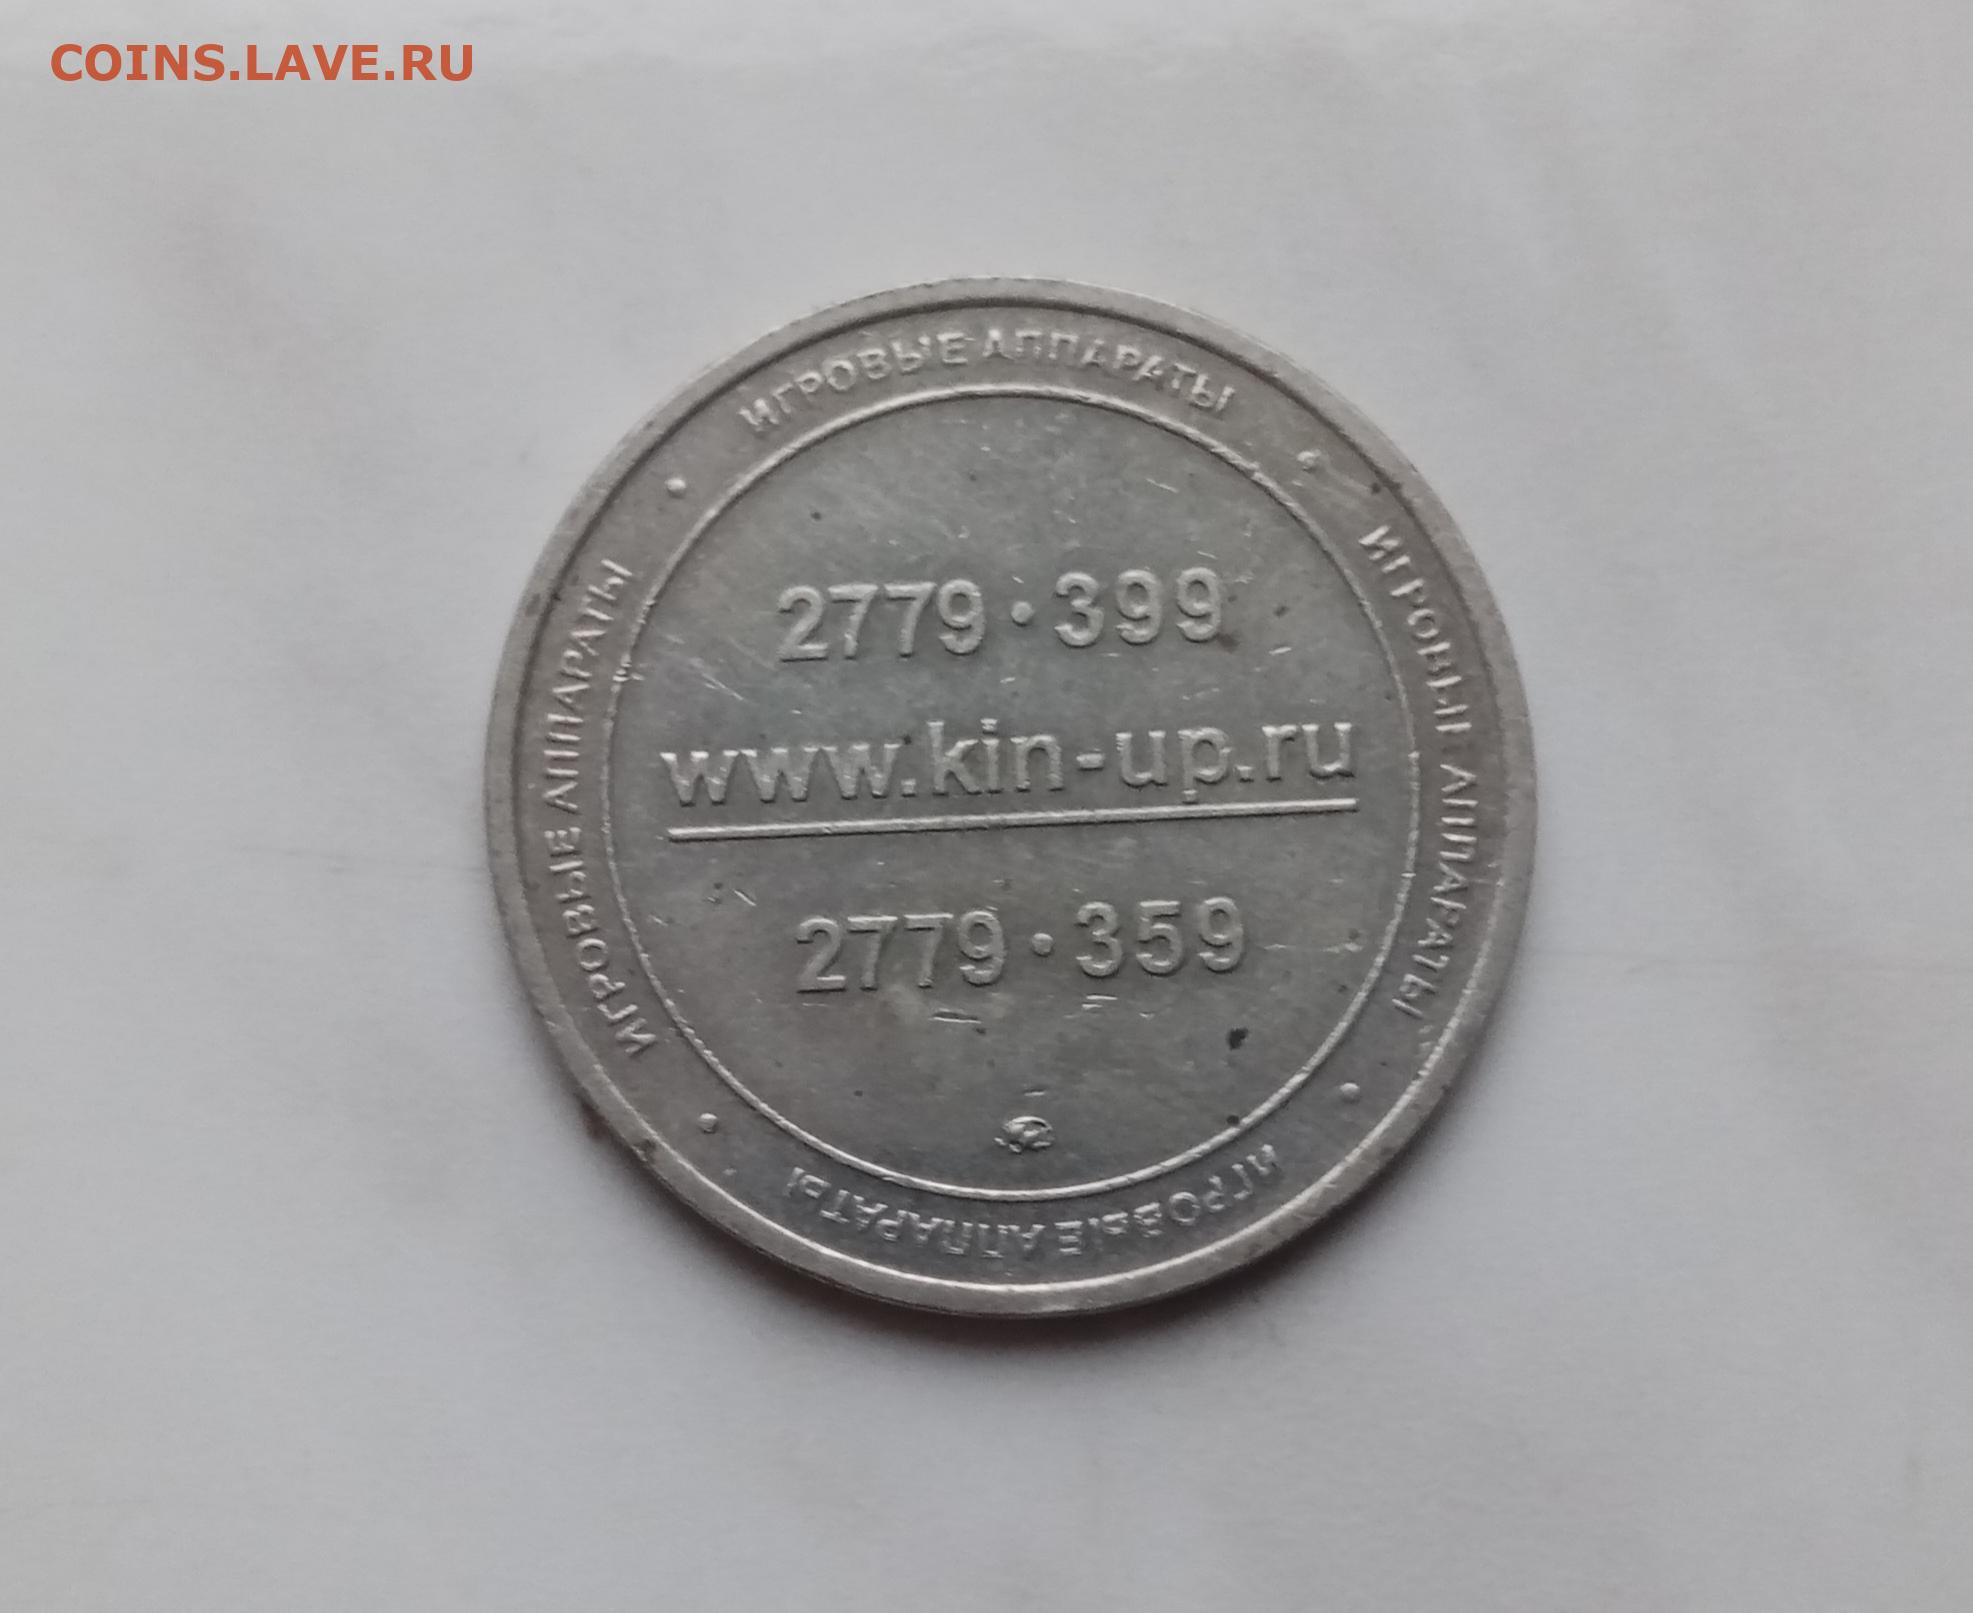 COINS.LAVE.RU
ИГРОВЫЕ АППАРАТЫ • ИГРОВЫЕ АППАРАТЫ • ИГРОВЫЕ АППАРАТЫ • ИГРОВЫЕ АППАРАТЫ •
2779•399
www.kin-up.ru
2779•359